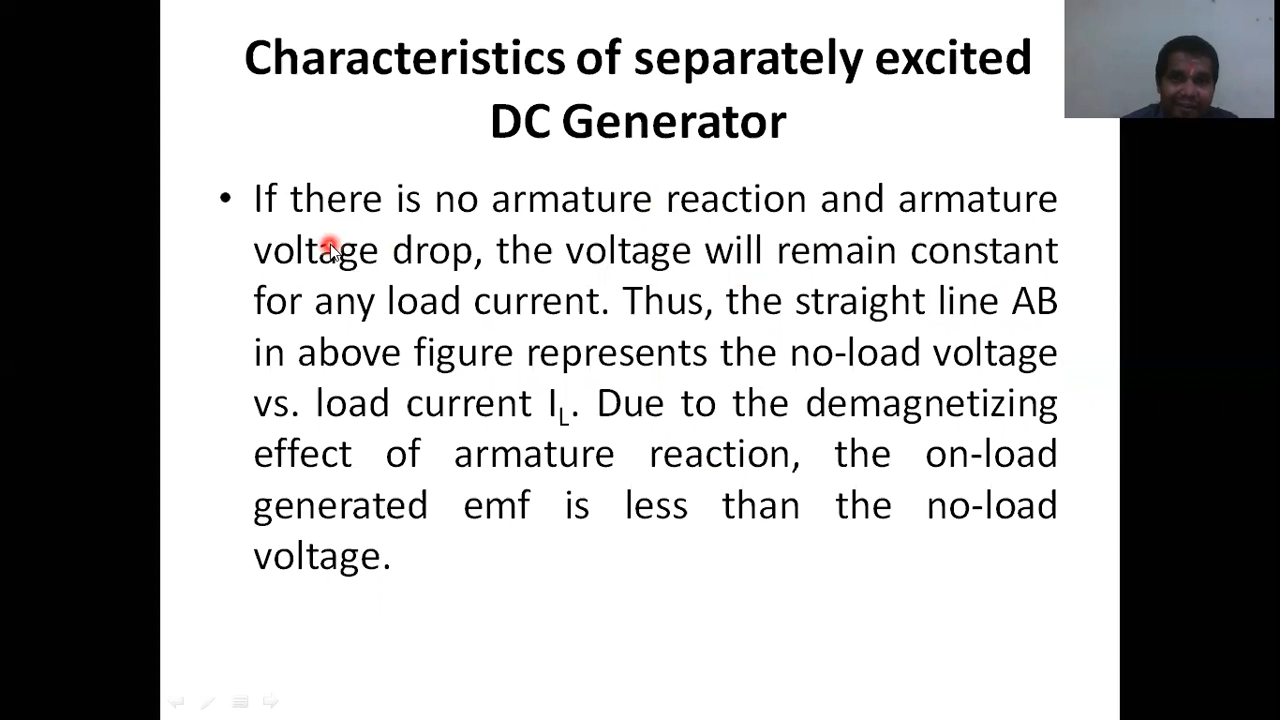 Characteristics of separately excited
DC Generator
• If there is no armature reaction and armature
voltage drop, the voltage will remain constant
for any load current. Thus, the straight line AB
in above figure represents the no-load voltage
vs. load current I_L. Due to the demagnetizing
effect of armature reaction, the on-load
generated emf is less than the no-load
voltage.